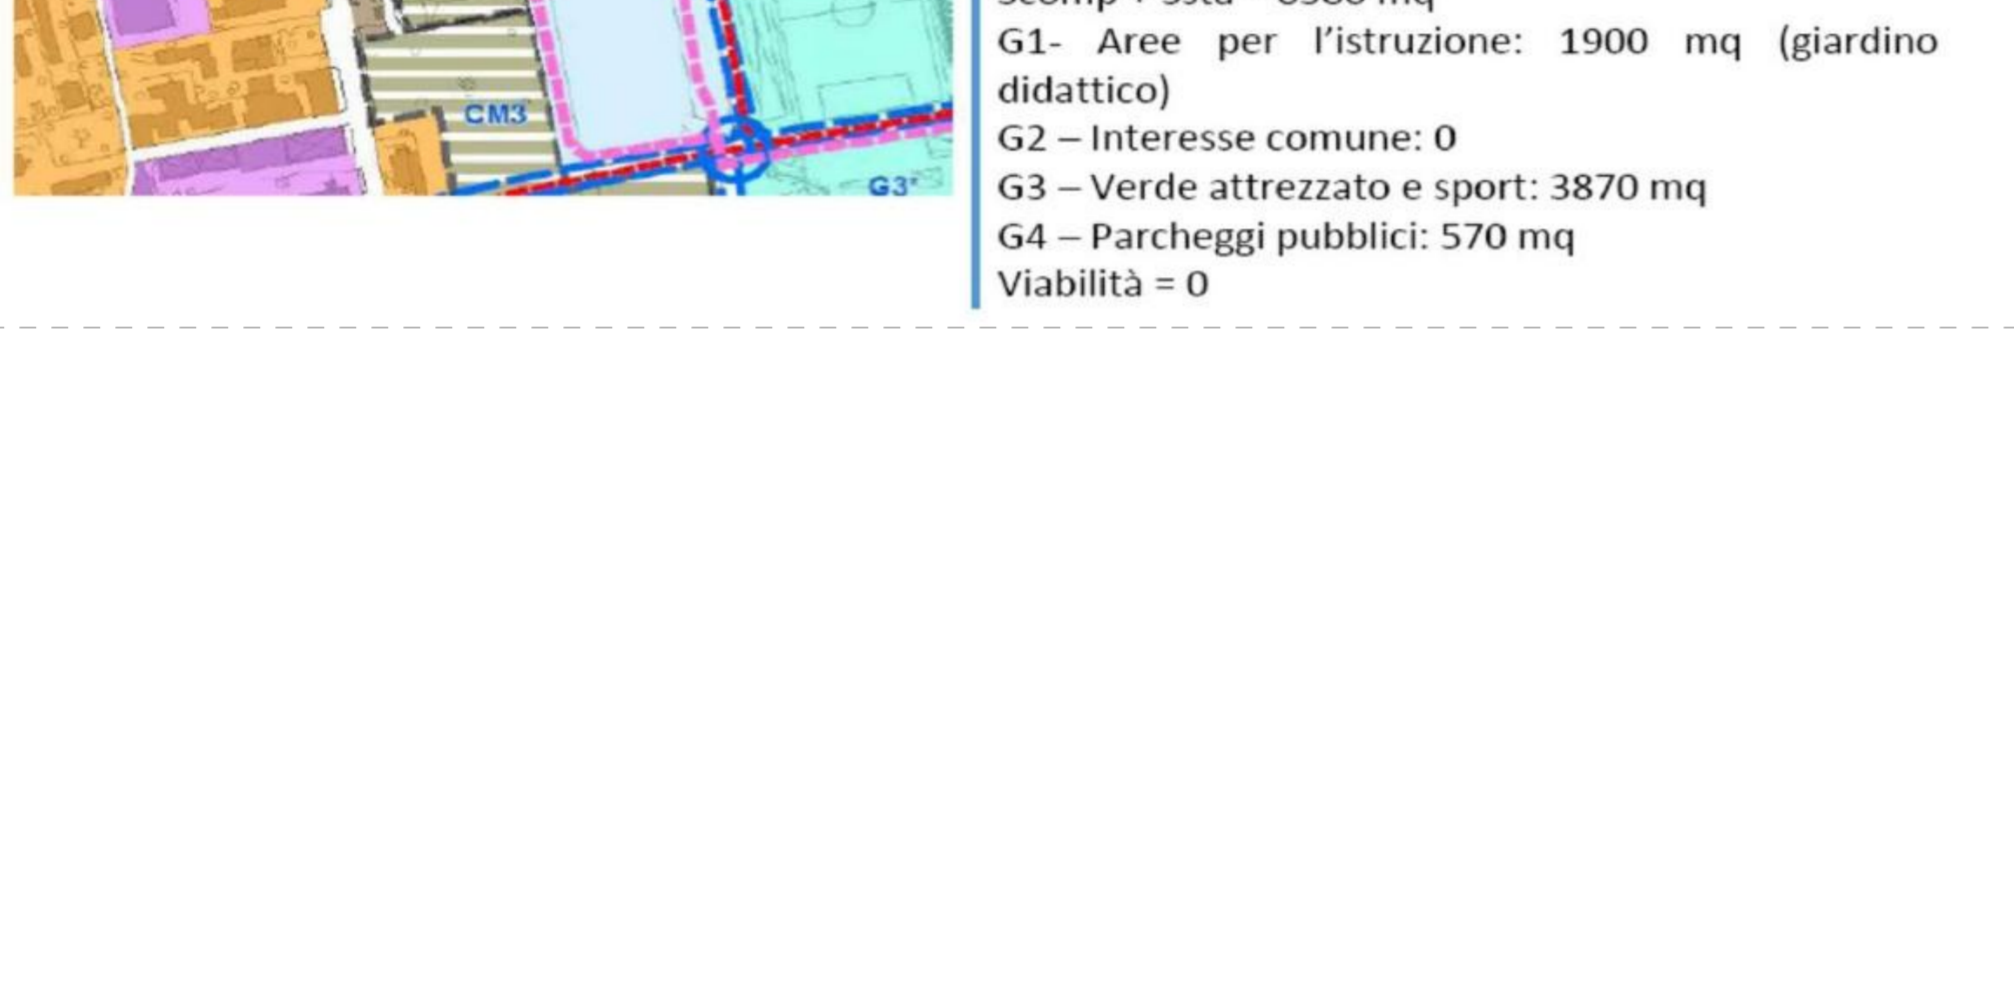 CM3
G3*
G1- Aree per l'istruzione: 1900 mq (giardino
didattico)
G2 – Interesse comune: 0
G3 – Verde attrezzato e sport: 3870 mq
G4 – Parcheggi pubblici: 570 mq
Viabilità = 0